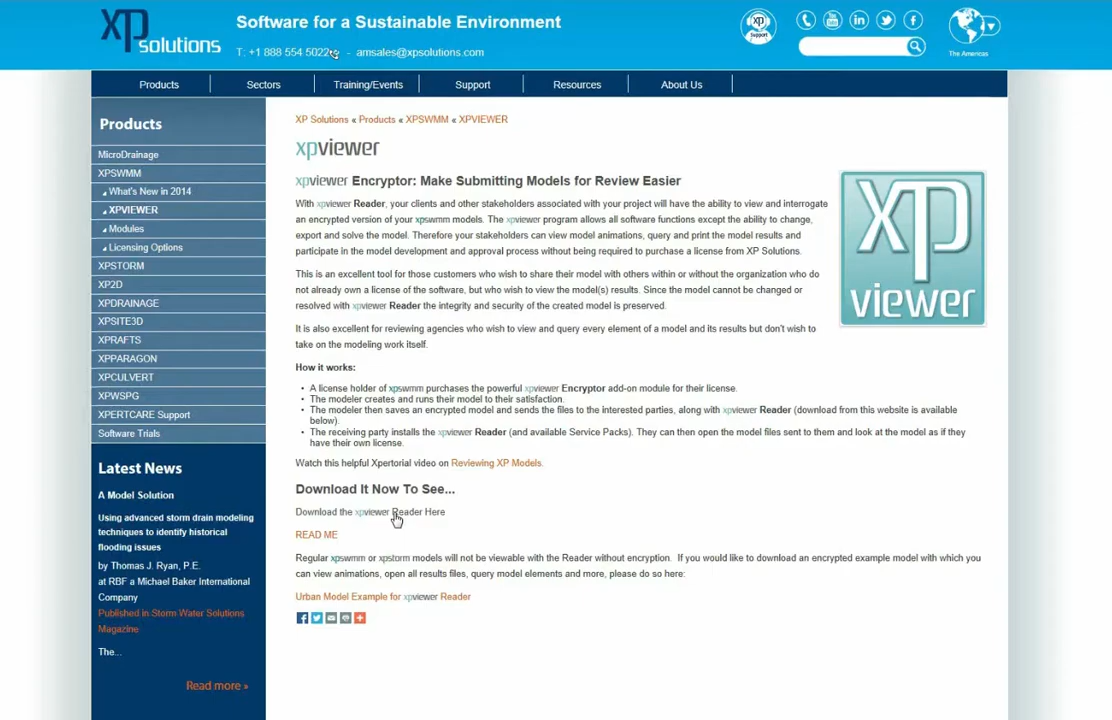 xp solutions
Software for a Sustainable Environment
T: +1 888 554 5022 - amsales@xpsolutions.com
XP
Support
The Americas
Products
Sectors
Training/Events
Support
Resources
About Us
Products
MicroDrainage
XPSWMM
What's New in 2014
XPVIEWER
Modules
Licensing Options
XPSTORM
XP2D
XPDRAINAGE
XPSITE3D
XPRAFTS
XPPARAGON
XPCULVERT
XPWSPG
XPERTCARE Support
Software Trials
Latest News
A Model Solution
Using advanced storm drain modeling
techniques to identify historical
flooding issues
by Thomas J. Ryan, P.E.
at RBF a Michael Baker International
Company
Published in Storm Water Solutions
Magazine
The...
Read more »
XP Solutions « Products « XPSWMM « XPVIEWER
xpviewer
xpviewer Encryptor: Make Submitting Models for Review Easier
With xpviewer Reader, your clients and other stakeholders associated with your project will have the ability to view and interrogate
an encrypted version of your xpswmm models. The xpviewer program allows all software functions except the ability to change,
export and solve the model. Therefore your stakeholders can view model animations, query and print the model results and
participate in the model development and approval process without being required to purchase a license from XP Solutions.
This is an excellent tool for those customers who wish to share their model with others within or without the organization who do
not already own a license of the software, but who wish to view the model(s) results. Since the model cannot be changed or
resolved with xpviewer Reader the integrity and security of the created model is preserved.
It is also excellent for reviewing agencies who wish to view and query every element of a model and its results but don't wish to
take on the modeling work itself.
XP
viewer
How it works:
• A license holder of xpswmm purchases the powerful xpviewer Encryptor add-on module for their license.
• The modeler creates and runs their model to their satisfaction.
• The modeler then saves an encrypted model and sends the files to the interested parties, along with xpviewer Reader (download from this website is available
below).
• The receiving party installs the xpviewer Reader (and available Service Packs). They can then open the model files sent to them and look at the model as if they
have their own license.
Watch this helpful Xpertorial video on Reviewing XP Models.
Download It Now To See...
Download the xpviewer Reader Here
READ ME
Regular xpswmm or xpstorm models will not be viewable with the Reader without encryption. If you would like to download an encrypted example model with which you
can view animations, open all results files, query model elements and more, please do so here:
Urban Model Example for xpviewer Reader